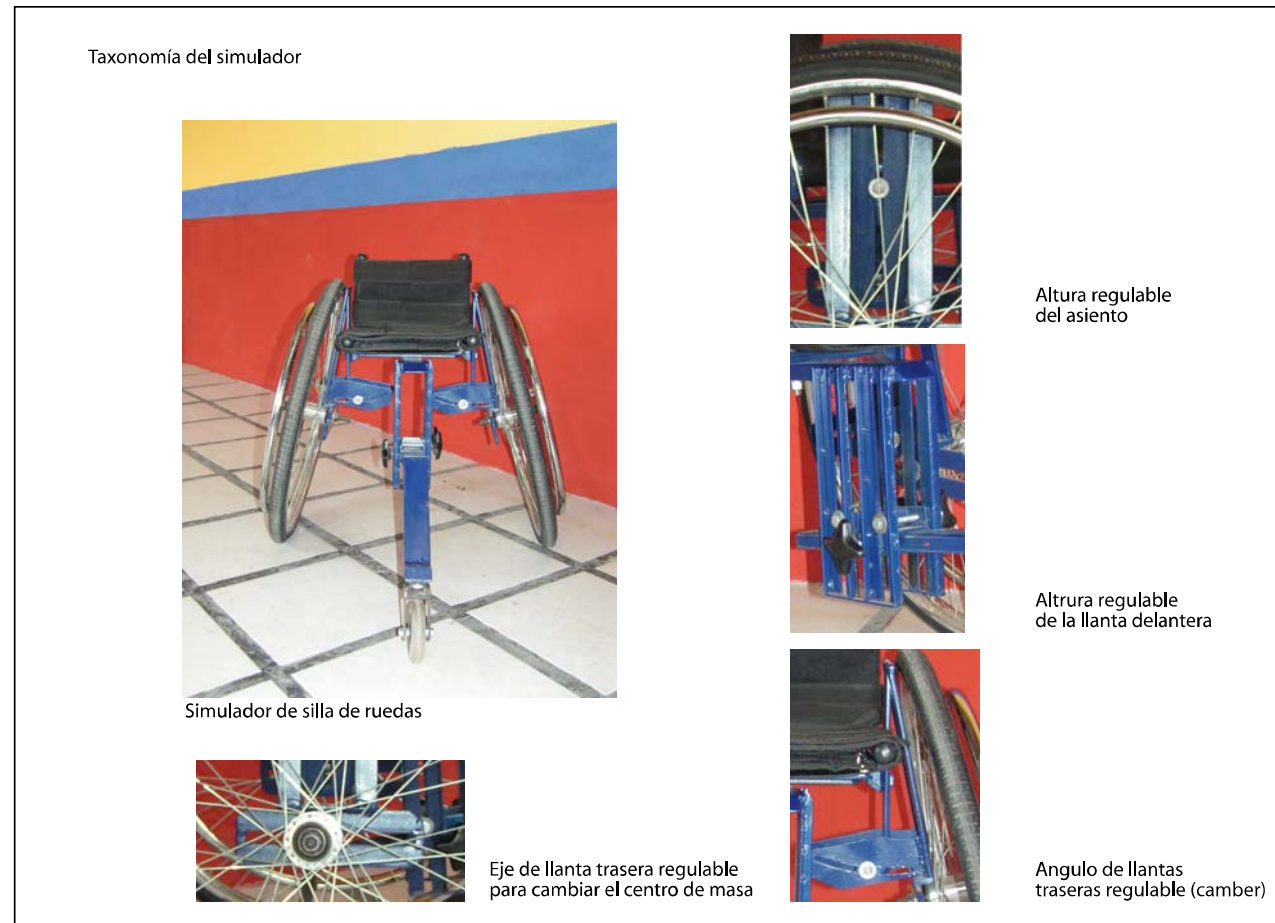 Taxonomía del simulador
Altura regulable
del asiento
Altrura regulable
de la llanta delantera
Simulador de silla de ruedas
Eje de llanta trasera regulable
para cambiar el centro de masa
Angulo de llantas
traseras regulable (camber)